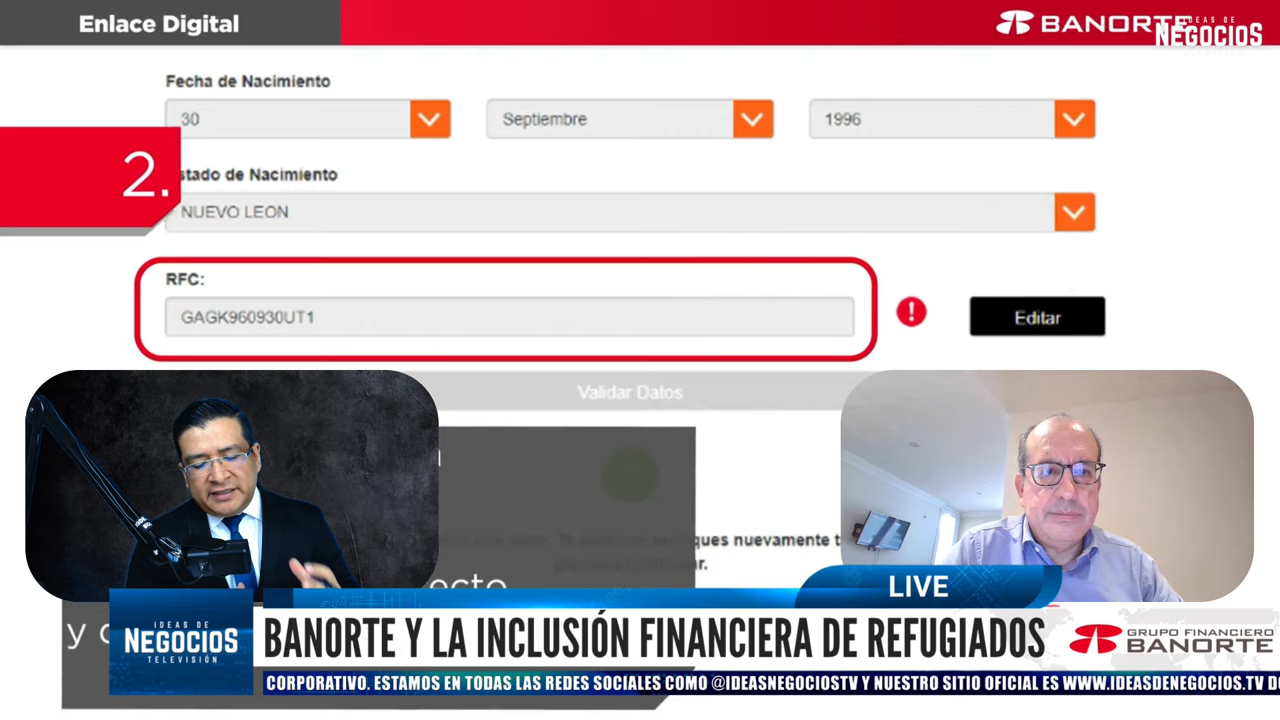 Enlace Digital
BANORTE
IDEAS DE
NEGOCIOS
Fecha de Nacimiento
30
Septiembre
1996
2.
stado de Nacimiento
NUEVO LEON
RFC:
GAGK960930UT1
!
Editar
Validar Datos
ques nuevamente t
r.
ecto
y c
LIVE
IDEAS DE
NEGOCIOS
TELEVISIÓN
BANORTE Y LA INCLUSIÓN FINANCIERA DE REFUGIADOS
GRUPO FINANCIERO
BANORTE
CORPORATIVO. ESTAMOS EN TODAS LAS REDES SOCIALES COMO @IDEASNEGOCIOSTV Y NUESTRO SITIO OFICIAL ES WWW.IDEASDENEGOCIOS.TV DO